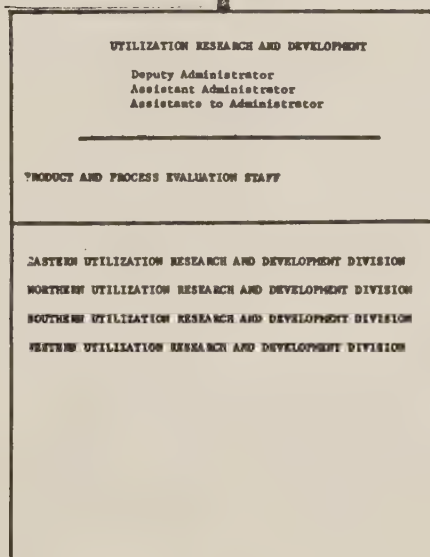 UTILIZATION RESEARCH AND DEVELOPMENT
Deputy Administrator
Assistant Administrator
Assistants to Administrator
PRODUCT AND PROCESS EVALUATION STAFF
EASTERN UTILIZATION RESEARCH AND DEVELOPMENT DIVISION
NORTHERN UTILIZATION RESEARCH AND DEVELOPMENT DIVISION
SOUTHERN UTILIZATION RESEARCH AND DEVELOPMENT DIVISION
WESTERN UTILIZATION RESEARCH AND DEVELOPMENT DIVISION